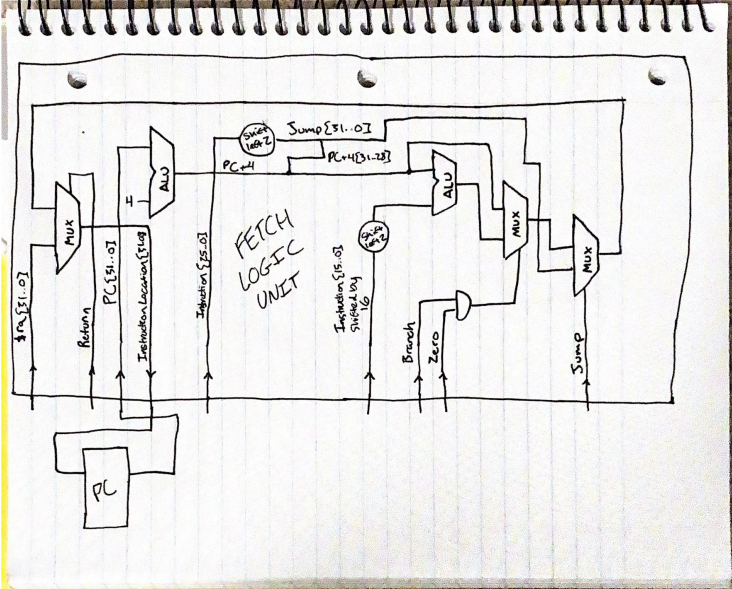 Shift
left 2
Jump[31..0]
PC+4
PC+4[31..28]
ALU
4
ALU
MUX
MUX
MUX
FETCH
LOGIC
UNIT
Shift
left 2
$ra[31..0]
Return
PC[31..0]
Instruction Location[31..0]
Instruction[25..0]
Instruction[15..0]
Shifted by
16
Branch
Zero
Jump
PC